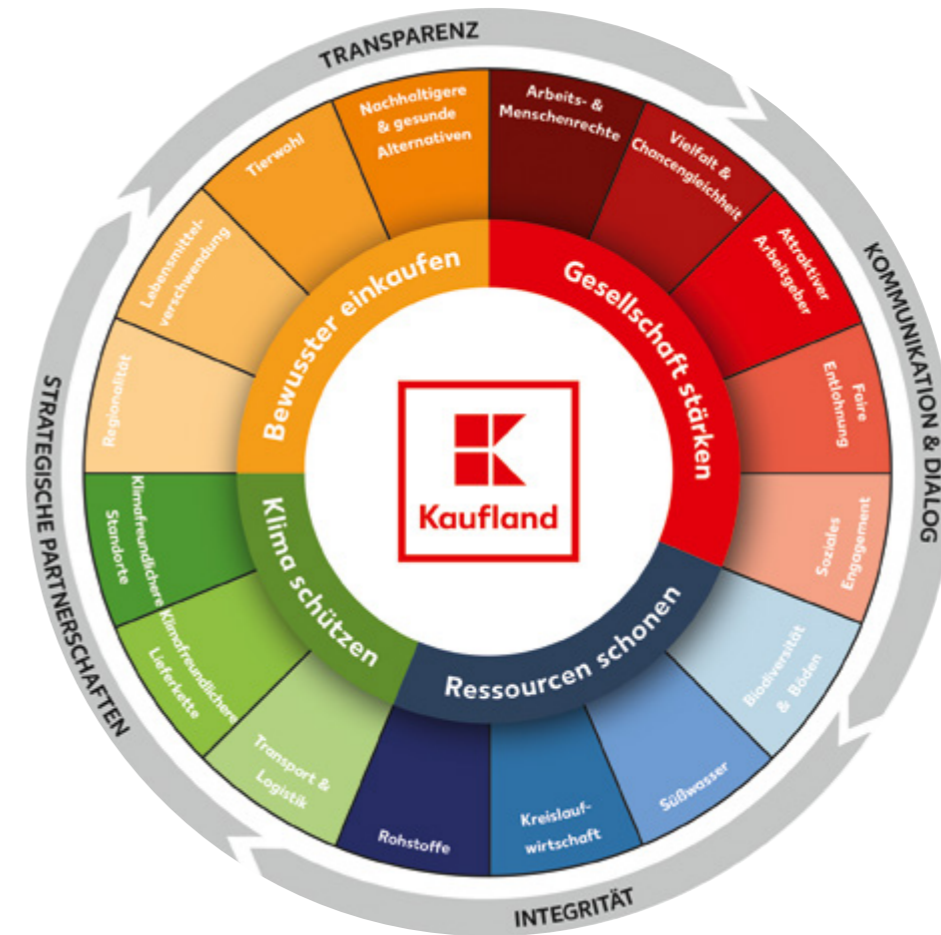 TRANSPARENZ
KOMMUNIKATION & DIALOG
INTEGRITÄT
STRATEGISCHE PARTNERSCHAFTEN
Gesellschaft stärken
Arbeits- &
Menschenrechte
Vielfalt &
Chancengleichheit
Attraktiver
Arbeitgeber
Faire
Entlohnung
Soziales
Engagement
Ressourcen schonen
Biodiversität
& Böden
Süßwasser
Kreislauf-
wirtschaft
Rohstoffe
Klima schützen
Transport &
Logistik
Klimafreundlichere
Lieferkette
Klimafreundlichere
Standorte
Bewusster einkaufen
Regionalität
Lebensmittel-
verschwendung
Tierwohl
Nachhaltigere
& gesunde
Alternativen
Kaufland